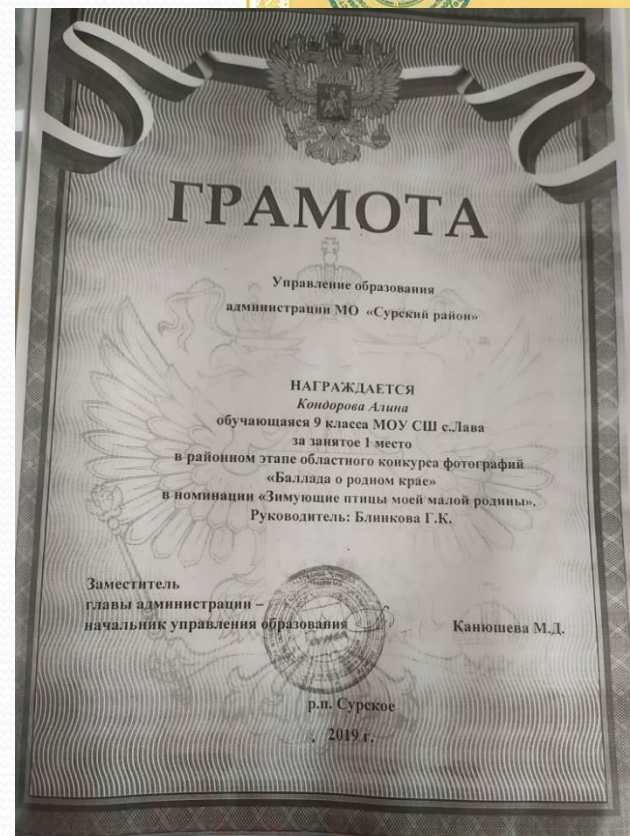 ГРАМОТА
Управление образования
администрации МО «Сурский район»
НАГРАЖДАЕТСЯ
Кондорова Алина
обучающаяся 9 класса МОУ СШ с.Лава
за занятое 1 место
в районном этапе областного конкурса фотографий
«Баллада о родном крае»
в номинации «Зимующие птицы моей малой родины».
Руководитель: Блинкова Г.К.
Заместитель
главы администрации –
начальник управления образования Канюшева М.Д.
р.п. Сурское
. 2019 г.